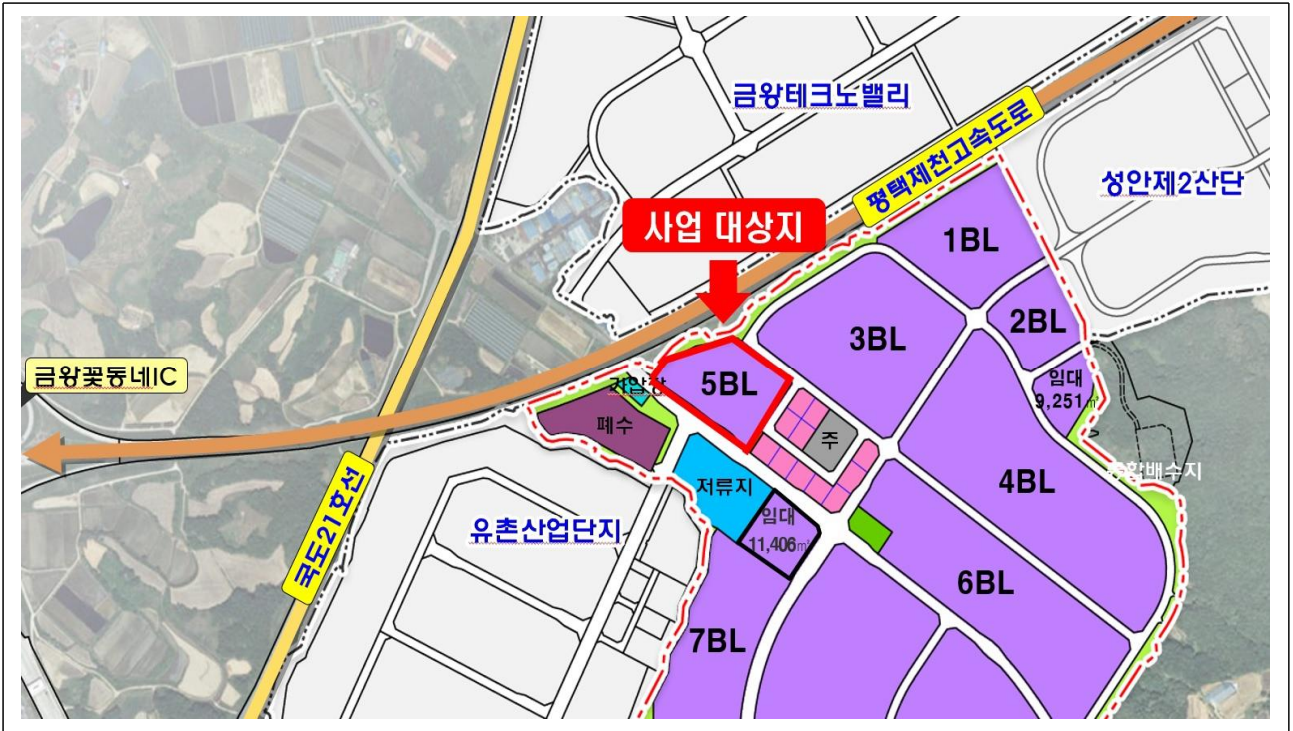 금왕테크노밸리
평택제천고속도로
성안제2산단
사업 대상지
1BL
2BL
3BL
금왕꽃동네IC
가압장
5BL
임대
9,251㎡
폐수
주
4BL
저류지
임대
11,406㎡
국도21호선
유촌산업단지
6BL
7BL